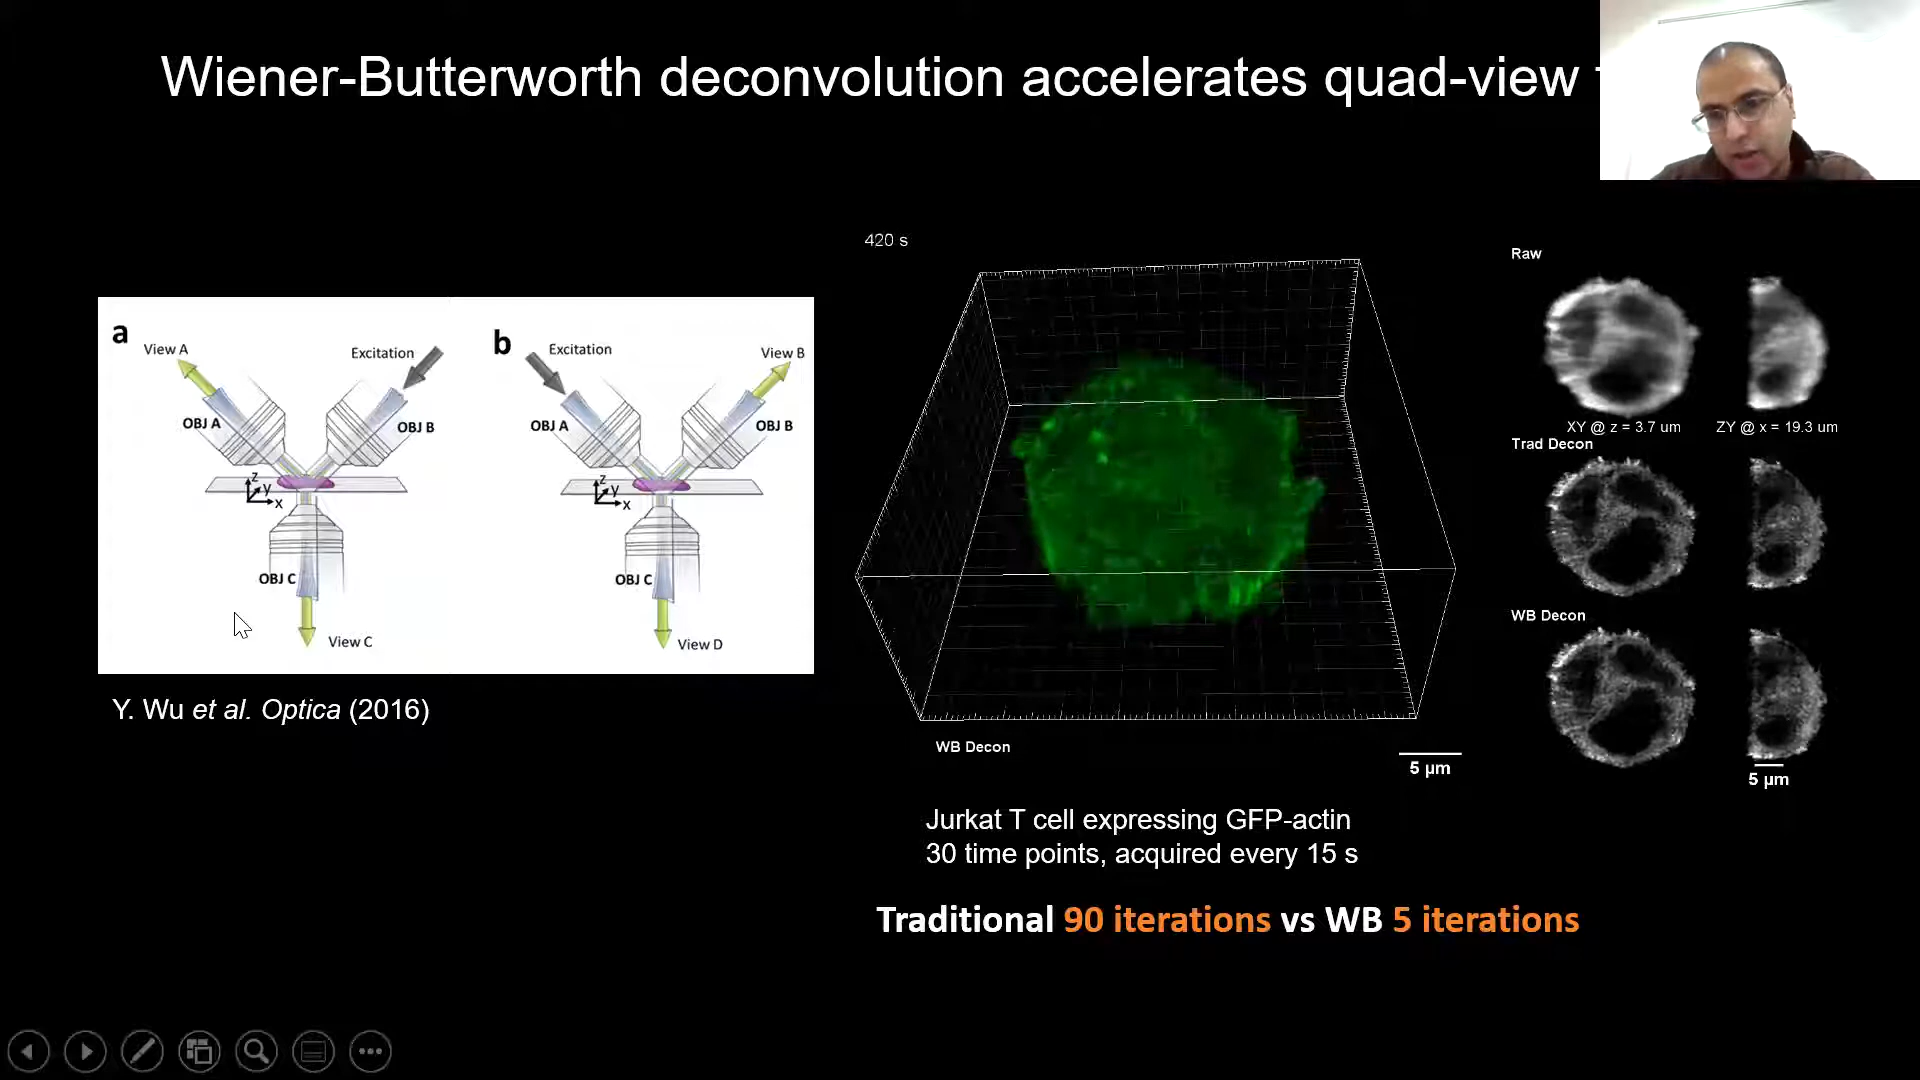 Wiener-Butterworth deconvolution accelerates quad-view
420 s
Raw
a
View A
Excitation
OBJ A
OBJ B
z
y
x
OBJ C
View C
b
Excitation
View B
OBJ A
OBJ B
z
y
x
OBJ C
View D
XY @ z = 3.7 um
ZY @ x = 19.3 um
Trad Decon
WB Decon
Y. Wu et al. Optica (2016)
WB Decon
5 µm
5 µm
Jurkat T cell expressing GFP-actin
30 time points, acquired every 15 s
Traditional 90 iterations vs WB 5 iterations